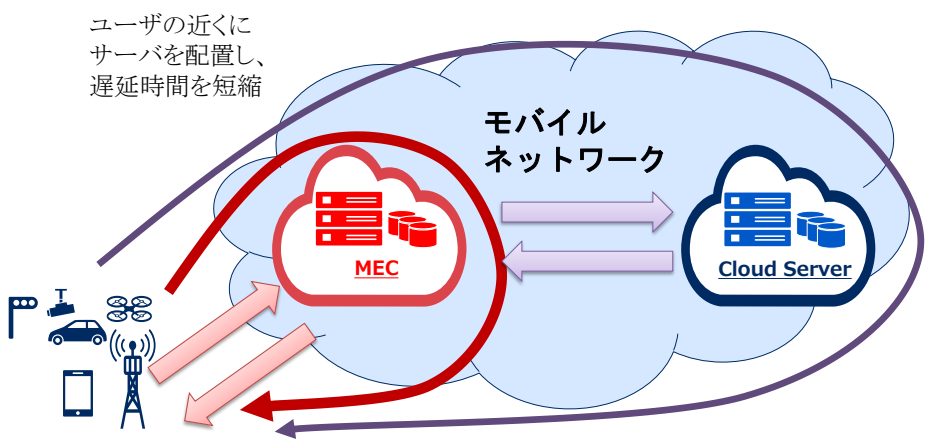 ユーザの近くに
サーバを配置し、
遅延時間を短縮
モバイル
ネットワーク
MEC
Cloud Server